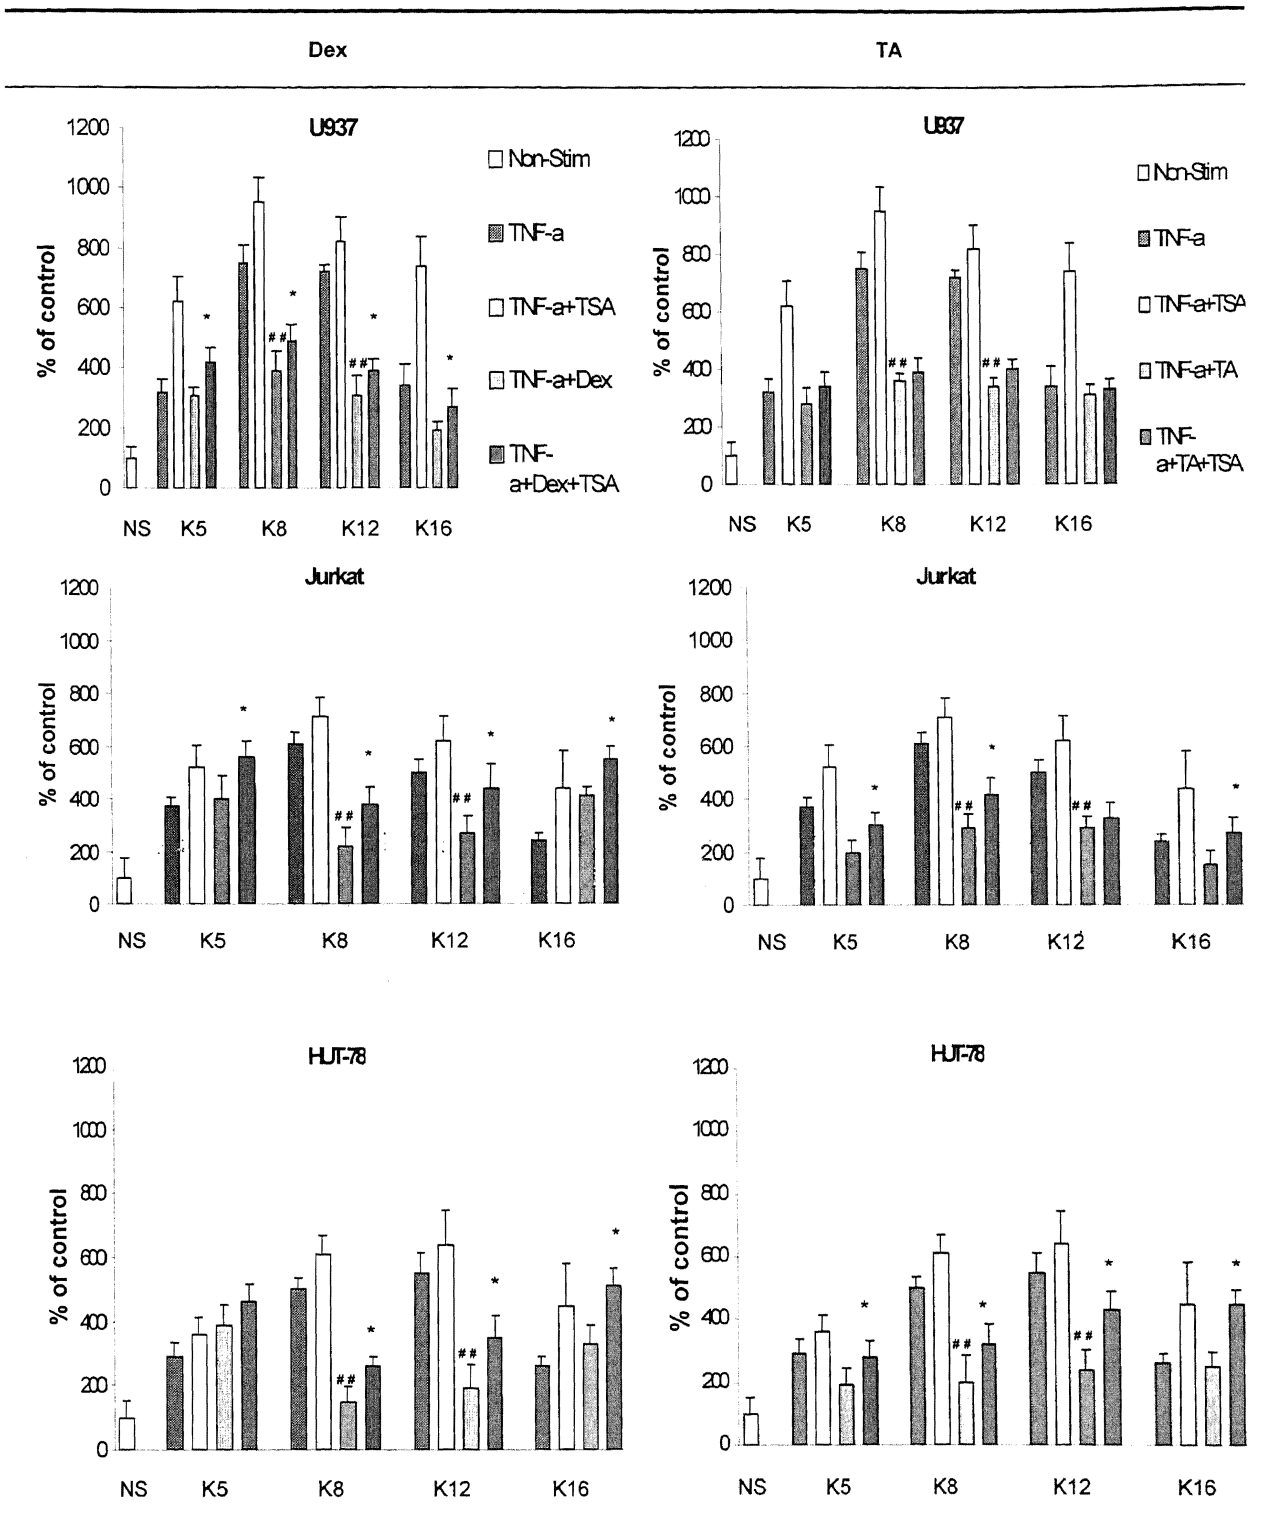 Dex TA
U937
1200
1000
800
600
400
200
0
% of control
* * * *
## ##
NS K5 K8 K12 K16
Non-Stim
TNF-a
TNF-a+TSA
TNF-a+Dex
TNF-
a+Dex+TSA
U937
1200
1000
800
600
400
200
0
% of control
## ##
NS K5 K8 K12 K16
Non-Stim
TNF-a
TNF-a+TSA
TNF-a+TA
TNF-
a+TA+TSA
Jurkat
1200
1000
800
600
400
200
0
% of control
* * * *
## ##
NS K5 K8 K12 K16
Jurkat
1200
1000
800
600
400
200
0
% of control
* * *
## ##
NS K5 K8 K12 K16
HUT-78
1200
1000
800
600
400
200
0
% of control
* * *
## ##
NS K5 K8 K12 K16
HUT-78
1200
1000
800
600
400
200
0
% of control
* * * *
## ##
NS K5 K8 K12 K16